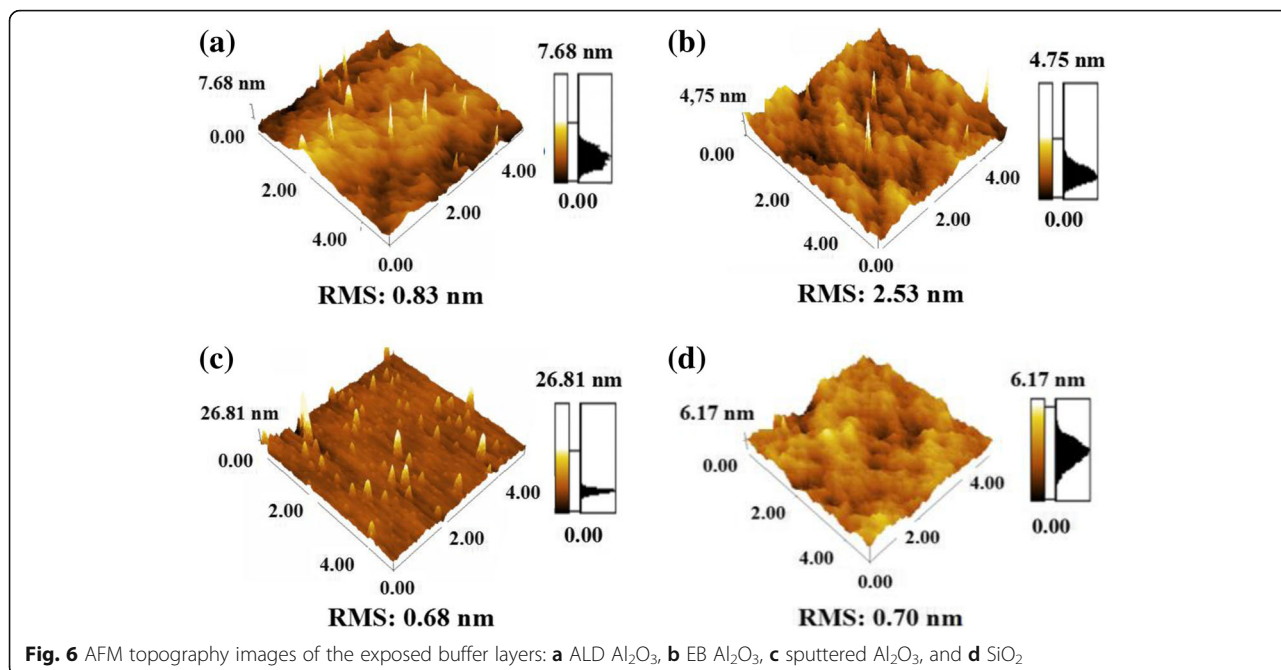 (a)
7.68 nm
7.68 nm
0.00
2.00
4.00
0.00
2.00
4.00
0.00
RMS: 0.83 nm
(b)
4.75 nm
4,75 nm
0.00
2.00
4.00
0.00
2.00
4.00
0.00
RMS: 2.53 nm
(c)
26.81 nm
26.81 nm
0.00
2.00
4.00
0.00
2.00
4.00
0.00
RMS: 0.68 nm
(d)
6.17 nm
6.17 nm
0.00
2.00
4.00
0.00
2.00
4.00
0.00
RMS: 0.70 nm
Fig. 6 AFM topography images of the exposed buffer layers: a ALD Al₂O₃, b EB Al₂O₃, c sputtered Al₂O₃, and d SiO₂